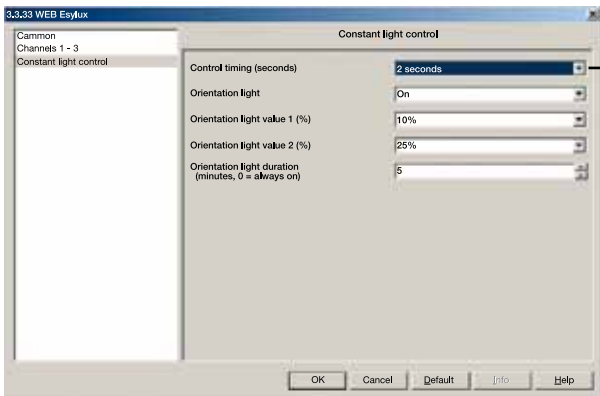 3.3.33 WEB Esylux
Cammon
Channels 1 - 3
Constant light control
Constant light control
Control timing (seconds)
2 seconds
Orientation light
On
Orientation light value 1 (%)
10%
Orientation light value 2 (%)
25%
Orientation light duration
(minutes, 0 = always on)
5
OK
Cancel
Default
Info
Help